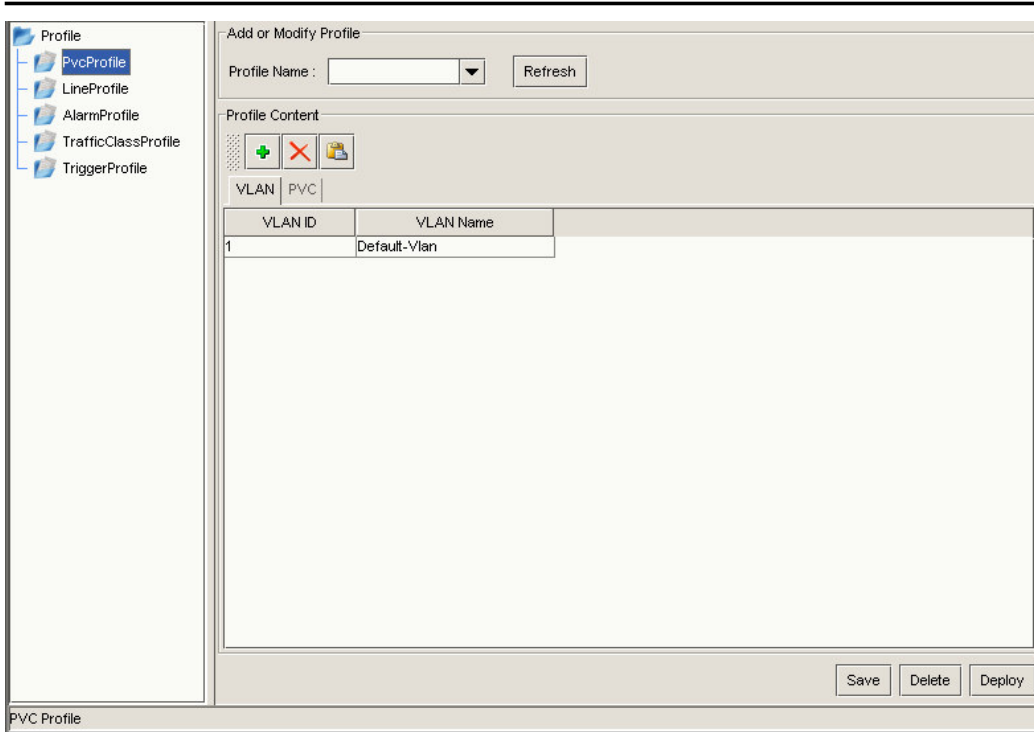 Profile
PvcProfile
LineProfile
AlarmProfile
TrafficClassProfile
TriggerProfile
Add or Modify Profile
Profile Name :
Refresh
Profile Content
VLAN PVC
VLAN ID VLAN Name
1 Default-Vlan
Save Delete Deploy
PVC Profile